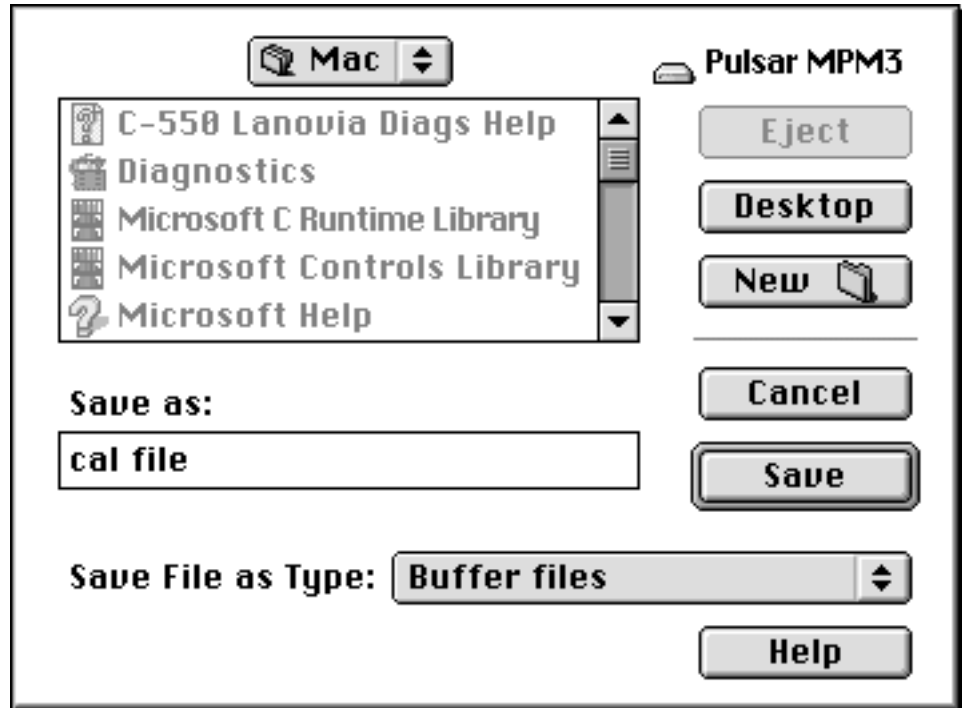 Mac
Pulsar MPM3
C-550 Lanovia Diags Help
Diagnostics
Microsoft C Runtime Library
Microsoft Controls Library
Microsoft Help
Eject
Desktop
New
Save as:
cal file
Cancel
Save
Save File as Type: Buffer files
Help